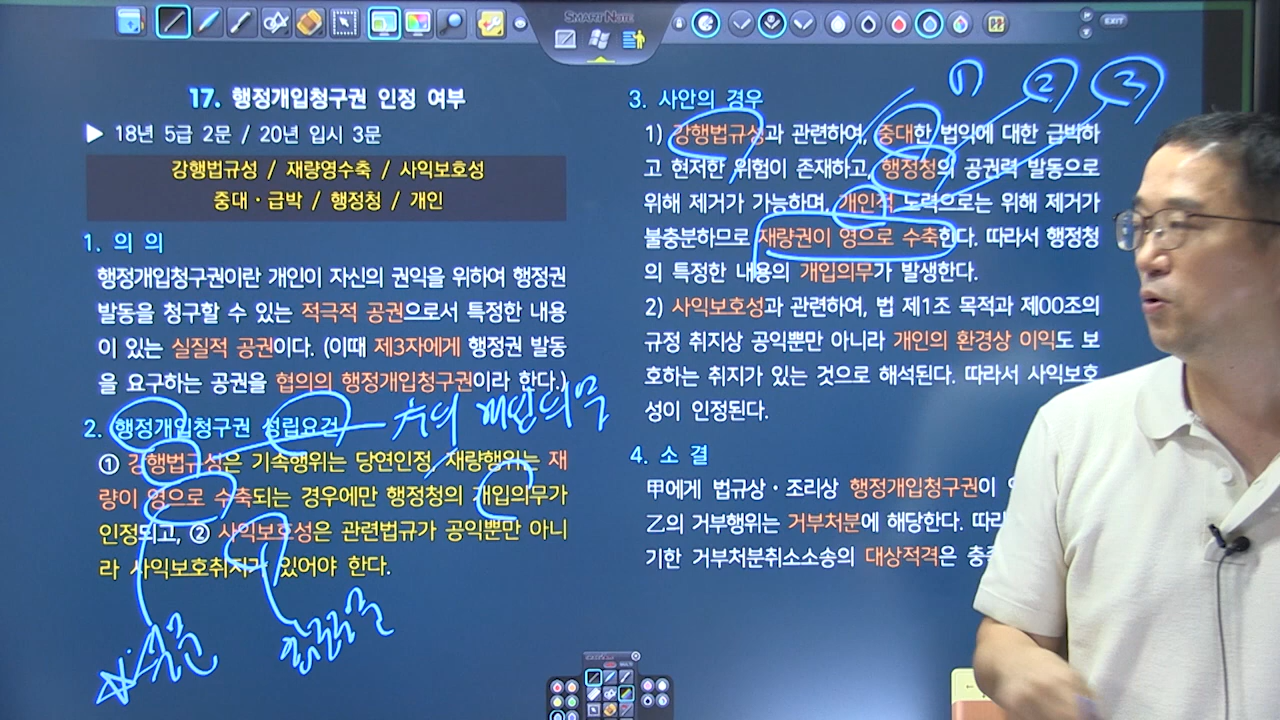 SMART NOTE
EXIT
17. 행정개입청구권 인정 여부
▶ 18년 5급 2문 / 20년 입시 3문
강행법규성 / 재량영수축 / 사익보호성
중대 · 급박 / 행정청 / 개인
1. 의 의
행정개입청구권이란 개인이 자신의 권익을 위하여 행정권
발동을 청구할 수 있는 적극적 공권으로서 특정한 내용
이 있는 실질적 공권이다. (이때 제3자에게 행정권 발동
을 요구하는 공권을 협의의 행정개입청구권이라 한다.)
2. 행정개입청구권 성립요건
① 강행법규성은 기속행위는 당연인정, 재량행위는 재
량이 영으로 수축되는 경우에만 행정청의 개입의무가
인정되고, ② 사익보호성은 관련법규가 공익뿐만 아니
라 사익보호취지가 있어야 한다.
3. 사안의 경우
① ② ③
1) 강행법규성과 관련하여, 중대한 법익에 대한 급박하
고 현저한 위험이 존재하고, 행정청의 공권력 발동으로
위해 제거가 가능하며, 개인적 노력으로는 위해 제거가
불충분하므로 재량권이 영으로 수축한다. 따라서 행정청
의 특정한 내용의 개입의무가 발생한다.
2) 사익보호성과 관련하여, 법 제1조 목적과 제00조의
규정 취지상 공익뿐만 아니라 개인의 환경상 이익도 보
호하는 취지가 있는 것으로 해석된다. 따라서 사익보호
성이 인정된다.
4. 소 결
甲에게 법규상 · 조리상 행정개입청구권이
乙의 거부행위는 거부처분에 해당한다.
기한 거부처분취소소송의 대상적격은